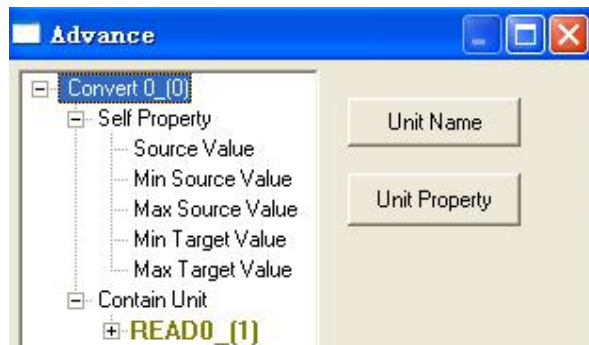 Advance
Convert 0_(0)
Self Property
Source Value
Min Source Value
Max Source Value
Min Target Value
Max Target Value
Contain Unit
READ0_(1)
Unit Name
Unit Property